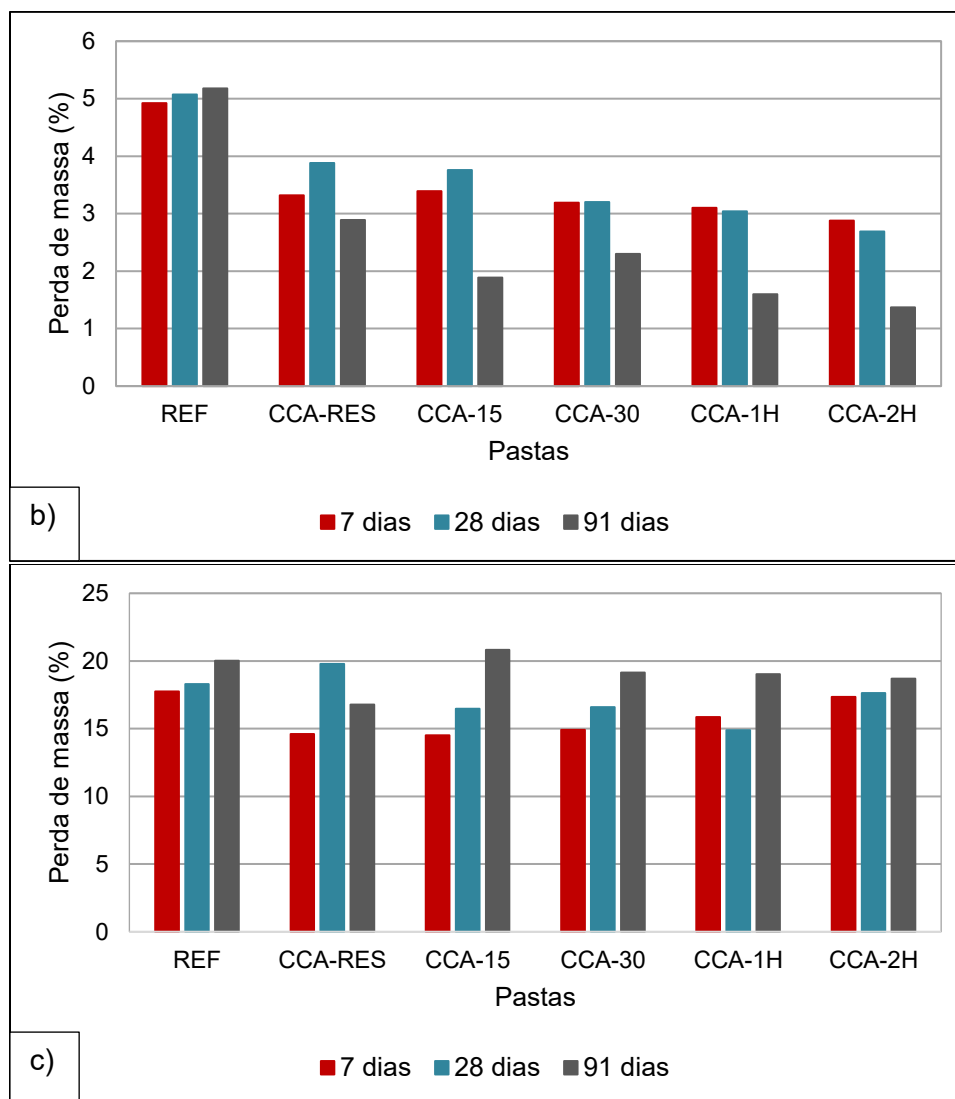 6
5
4
3
2
1
0
Perda de massa (%)
REF CCA-RES CCA-15 CCA-30 CCA-1H CCA-2H
Pastas
b)
7 dias 28 dias 91 dias
25
20
15
10
5
0
Perda de massa (%)
REF CCA-RES CCA-15 CCA-30 CCA-1H CCA-2H
Pastas
c)
7 dias 28 dias 91 dias